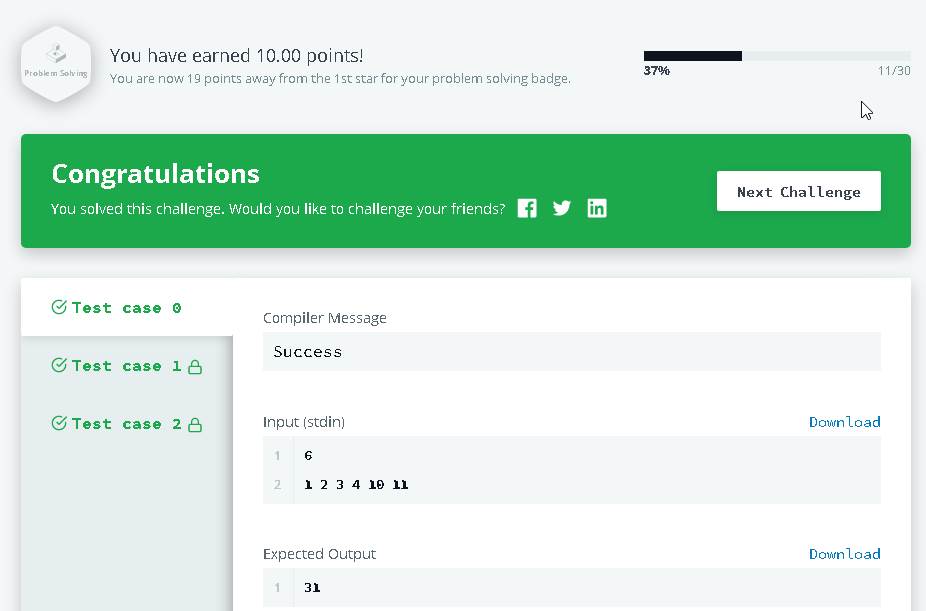 Problem Solving
You have earned 10.00 points!
You are now 19 points away from the 1st star for your problem solving badge.
37%
11/30
Congratulations
You solved this challenge. Would you like to challenge your friends?
Next Challenge
Test case 0
Test case 1
Test case 2
Compiler Message
Success
Input (stdin)
Download
1 6
2 1 2 3 4 10 11
Expected Output
Download
1 31